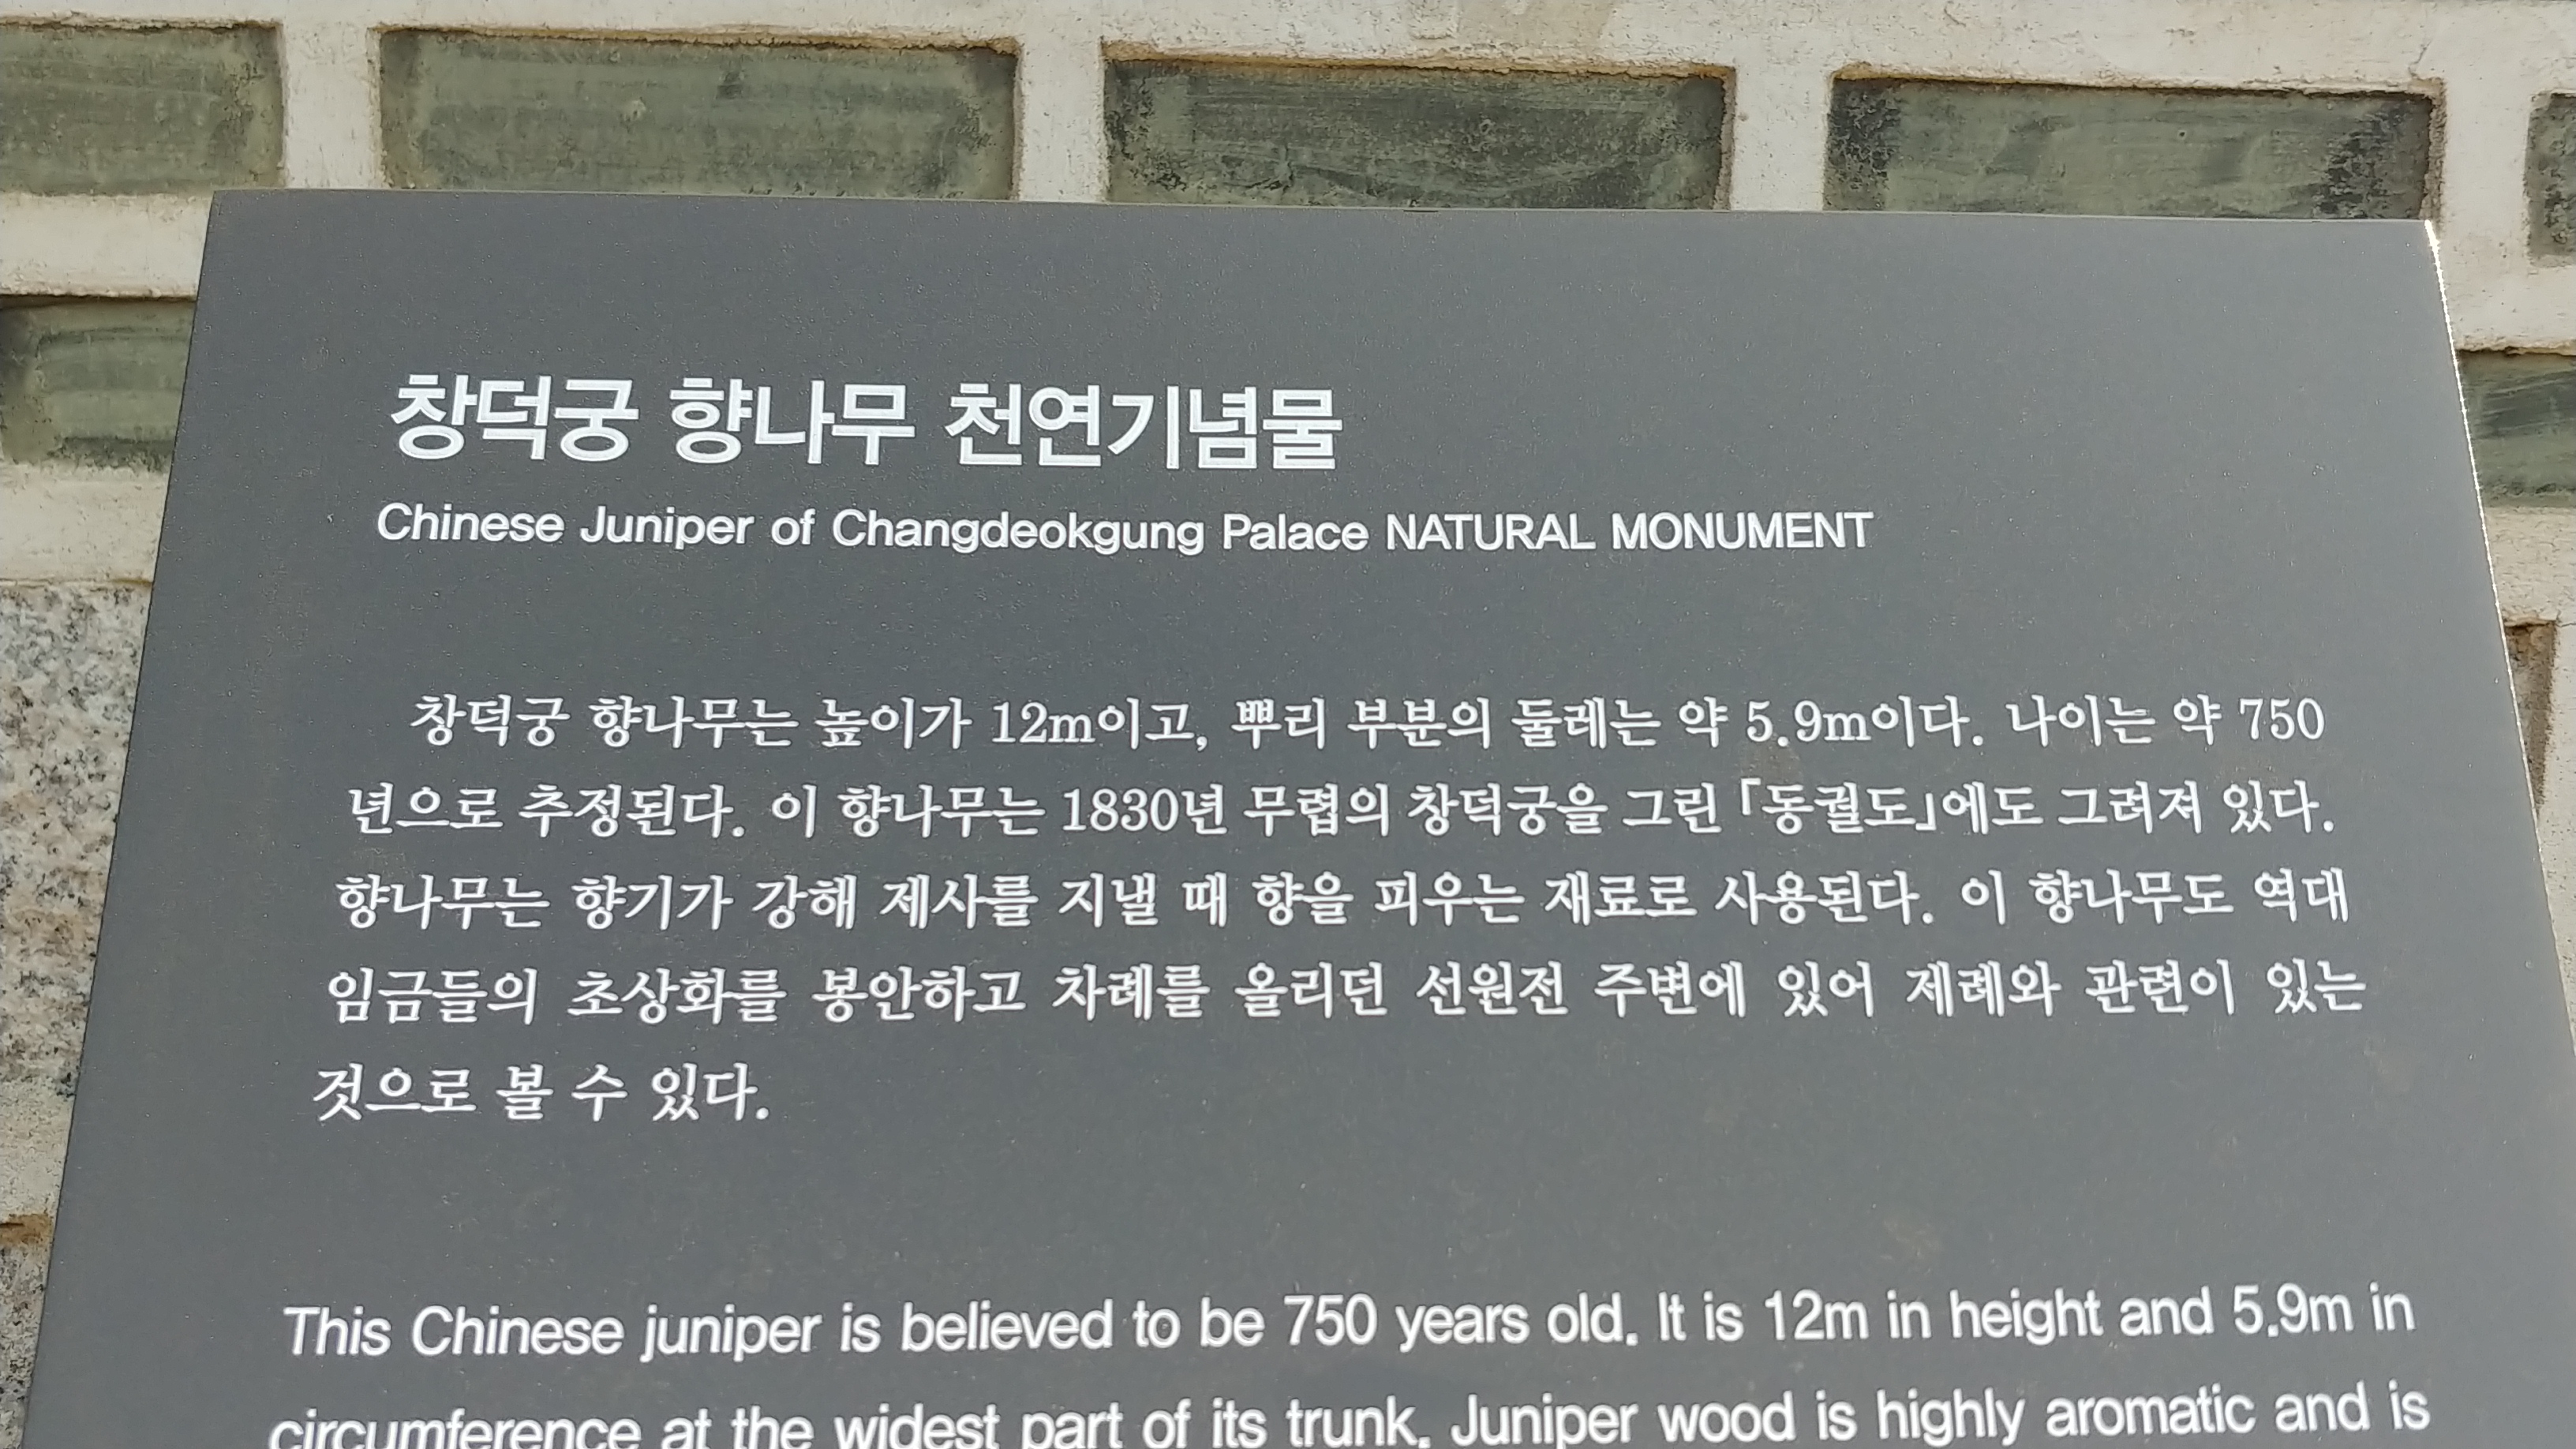 창덕궁 향나무 천연기념물
Chinese Juniper of Changdeokgung Palace NATURAL MONUMENT
창덕궁 향나무는 높이가 12m이고, 뿌리 부분의 둘레는 약 5.9m이다. 나이는 약 750
년으로 추정된다. 이 향나무는 1830년 무렵의 창덕궁을 그린 「동궐도」에도 그려져 있다.
향나무는 향기가 강해 제사를 지낼 때 향을 피우는 재료로 사용된다. 이 향나무도 역대
임금들의 초상화를 봉안하고 차례를 올리던 선원전 주변에 있어 제례와 관련이 있는
것으로 볼 수 있다.
This Chinese juniper is believed to be 750 years old. It is 12m in height and 5.9m in
circumference at the widest part of its trunk. Juniper wood is highly aromatic and is